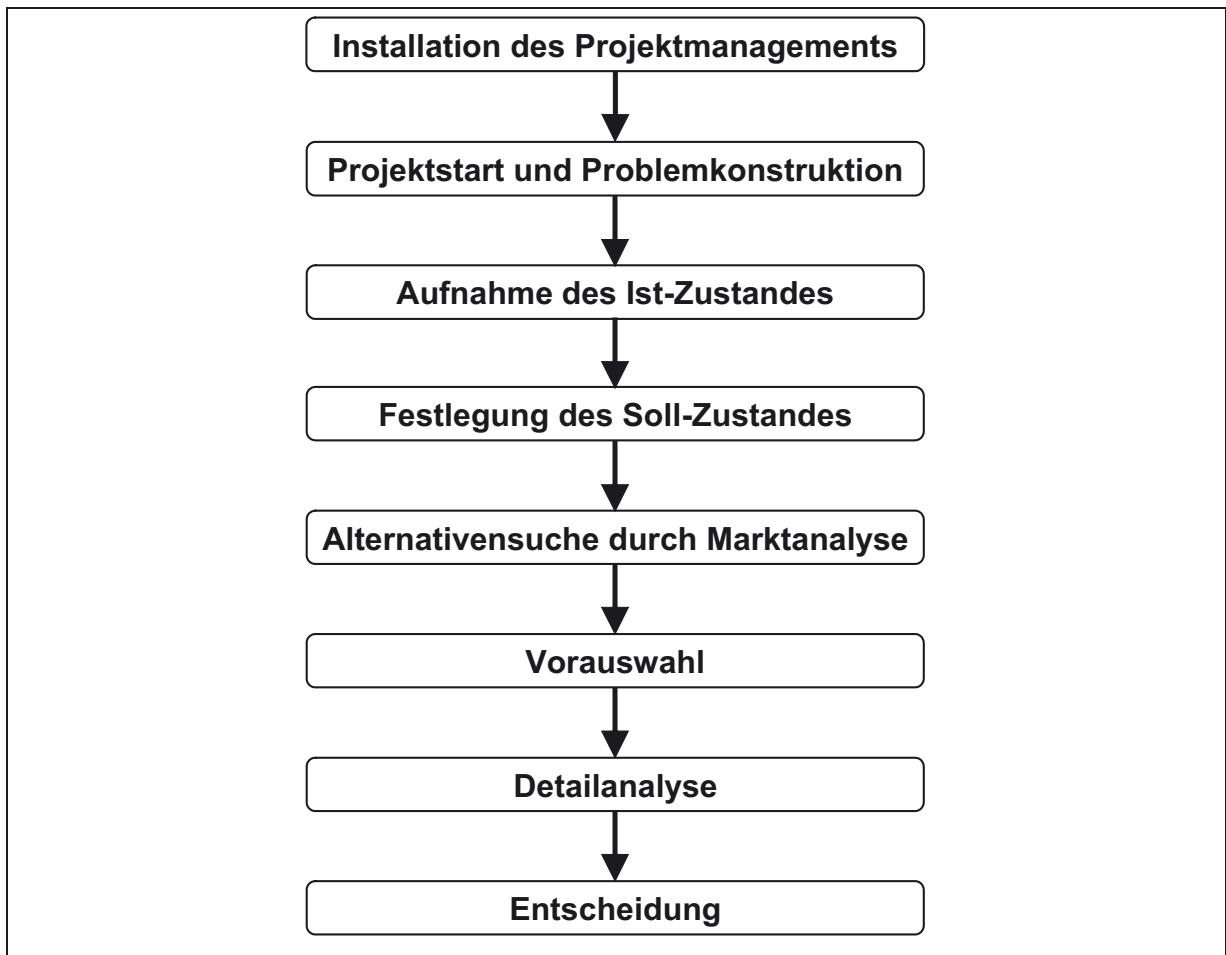 Installation des Projektmanagements
Projektstart und Problemkonstruktion
Aufnahme des Ist-Zustandes
Festlegung des Soll-Zustandes
Alternativensuche durch Marktanalyse
Vorauswahl
Detailanalyse
Entscheidung